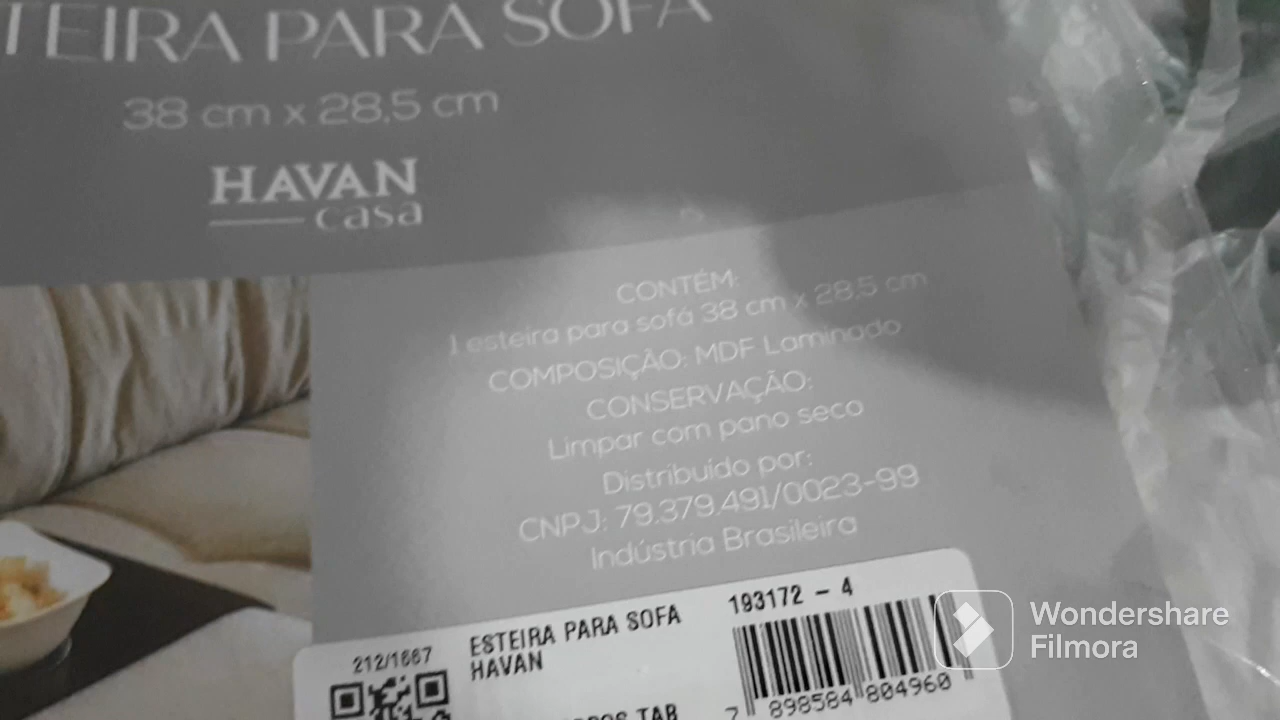 TEIRA PARA SOFÁ
38 cm x 28,5 cm
HAVAN
casa
CONTÉM:
1 esteira para sofá 38 cm x 28,5 cm
COMPOSIÇÃO: MDF Laminado
CONSERVAÇÃO:
Limpar com pano seco
Distribuído por:
CNPJ: 79.379.491/0023-99
Indústria Brasileira
212/1667
ESTEIRA PARA SOFA
HAVAN
193172 - 4
TAB
7 898584 804960
Wondershare
Filmora